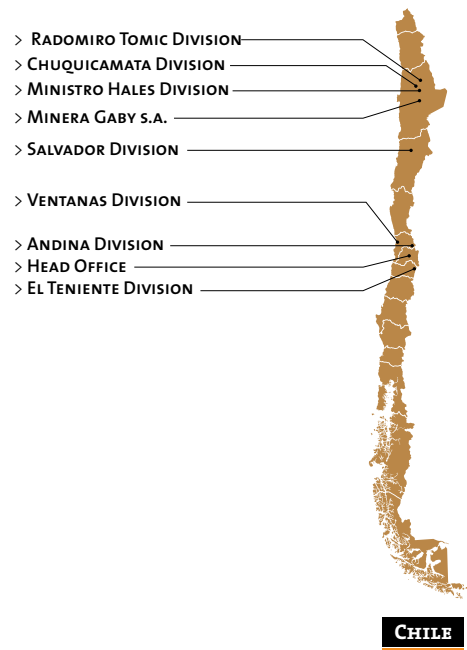 > Radomiro Tomic Division
> Chuquicamata Division
> Ministro Hales Division
> Minera Gaby s.a.
> Salvador Division
> Ventanas Division
> Andina Division
> Head Office
> El Teniente Division
Chile